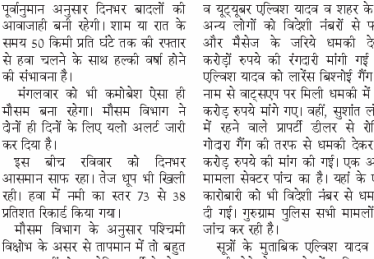 पूर्वानुमान अनुसार दिनभर बादलों की
आवाजाही बनी रहेगी। शाम या रात के
समय 50 किमी प्रति घंटे तक की रफ्तार
से हवा चलने के साथ हल्की वर्षा होने
की संभावना है।
मंगलवार को भी कमोबेश ऐसा ही
मौसम बना रहेगा। मौसम विभाग ने
दोनों ही दिनों के लिए यलो अलर्ट जारी
कर दिया है।
इस बीच रविवार को दिनभर
आसमान साफ रहा। तेज धूप भी खिली
रही। हवा में नमी का स्तर 73 से 38
प्रतिशत रिकार्ड किया गया।
मौसम विभाग के अनुसार पश्चिमी
विक्षोभ के असर से तापमान में तो बहुत
व यूट्यूबर एल्विश यादव व शहर के
अन्य लोगों को विदेशी नंबरों से
और मैसेज के जरिये धमकी
करोड़ों रुपये की रंगदारी मांगी गई
एल्विश यादव को लारेंस बिश्नोई गैंग
नाम से वाट्सएप पर मिली धमकी में
करोड़ रुपये मांगे गए। वहीं, सुशांत
में रहने वाले प्रापर्टी डीलर से
गोदारा गैंग की तरफ से धमकी देकर
करोड़ रुपये की मांग की गई। एक
मामला सेक्टर पांच का है। यहां के
कारोबारी को भी विदेशी नंबर से
दी गई। गुरुग्राम पुलिस सभी मामलों
जांच कर रही है।
सूत्रों के मुताबिक एल्विश यादव